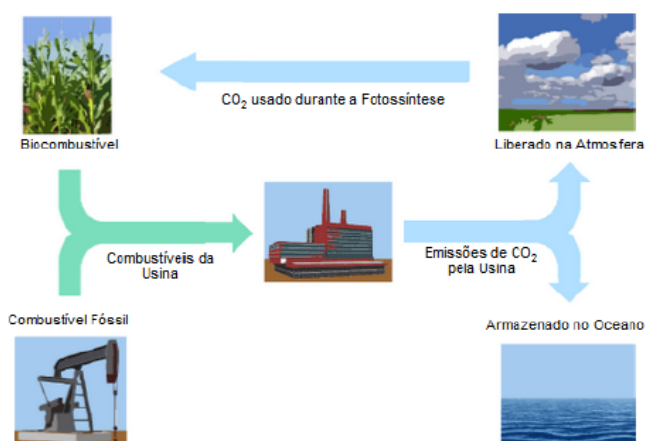 CO₂ usado durante a Fotossíntese
Biocombustível
Liberado na Atmosfera
Combustíveis da
Usina
Emissões de CO₂
pela Usina
Combustível Fóssil
Armazenado no Oceano